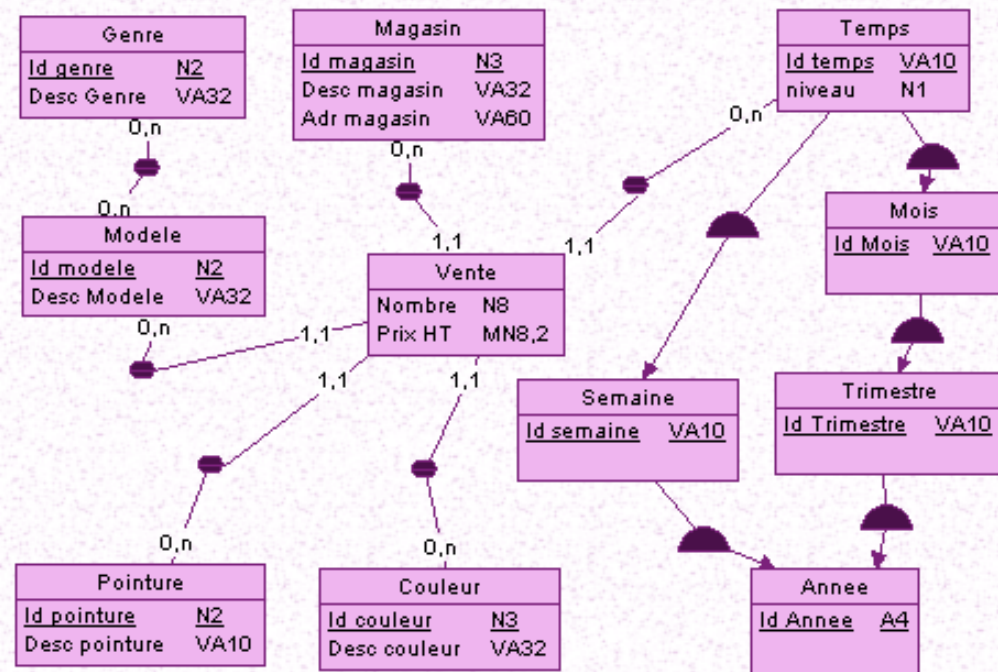 Genre
Id genre N2
Desc Genre VA32
0,n
Magasin
Id magasin N3
Desc magasin VA32
Adr magasin VA60
0,n
Temps
Id temps VA10
niveau N1
0,n
0,n
Modele
Id modele N2
Desc Modele VA32
0,n
1,1
1,1
Vente
Nombre N8
Prix HT MN8,2
1,1
1,1
1,1
Mois
Id Mois VA10
Semaine
Id semaine VA10
Trimestre
Id Trimestre VA10
0,n
Pointure
Id pointure N2
Desc pointure VA10
0,n
Couleur
Id couleur N3
Desc couleur VA32
Annee
Id Annee A4